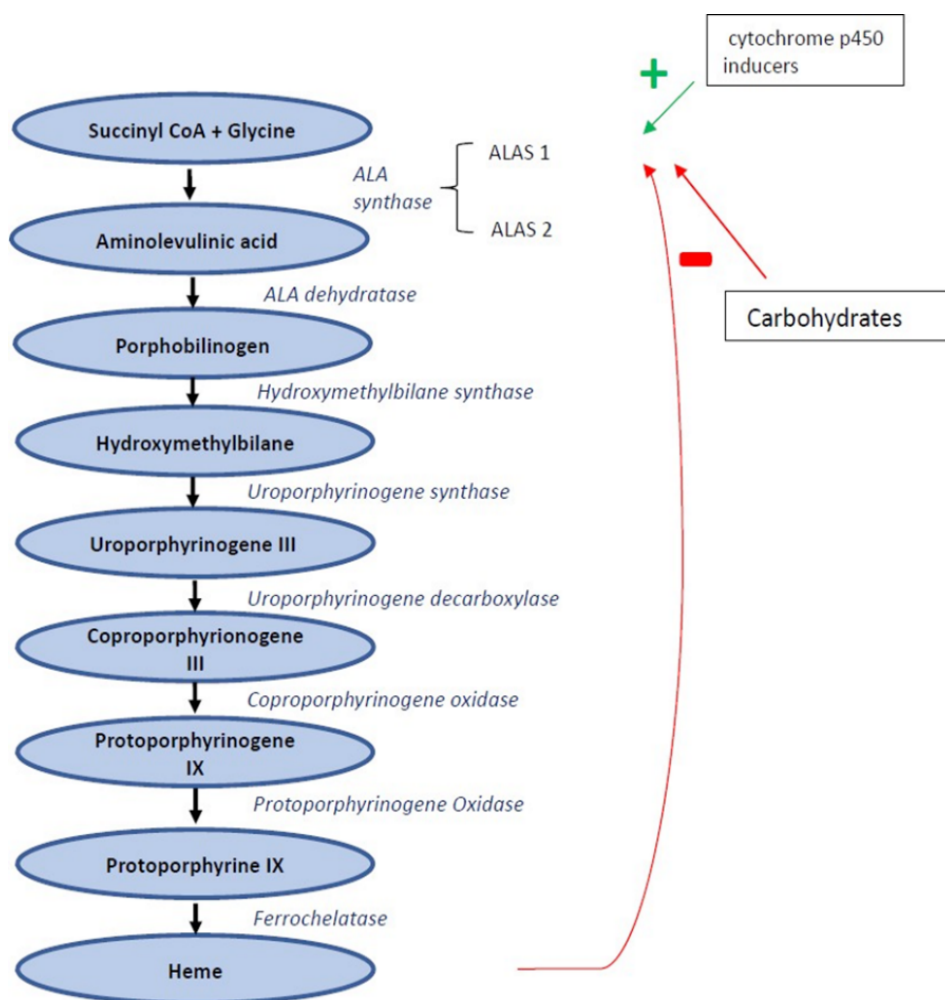 cytochrome p450
inducers
+
Succinyl CoA + Glycine
ALA
synthase
ALAS 1
ALAS 2
Aminolevulinic acid
Carbohydrates
ALA dehydratase
Porphobilinogen
Hydroxymethylbilane synthase
Hydroxymethylbilane
Uroporphyrinogene synthase
Uroporphyrinogene III
Uroporphyrinogene decarboxylase
Coproporphyrionogene
III
Coproporphyrinogene oxidase
Protoporphyrinogene
IX
Protoporphyrinogene Oxidase
Protoporphyrine IX
Ferrochelatase
Heme